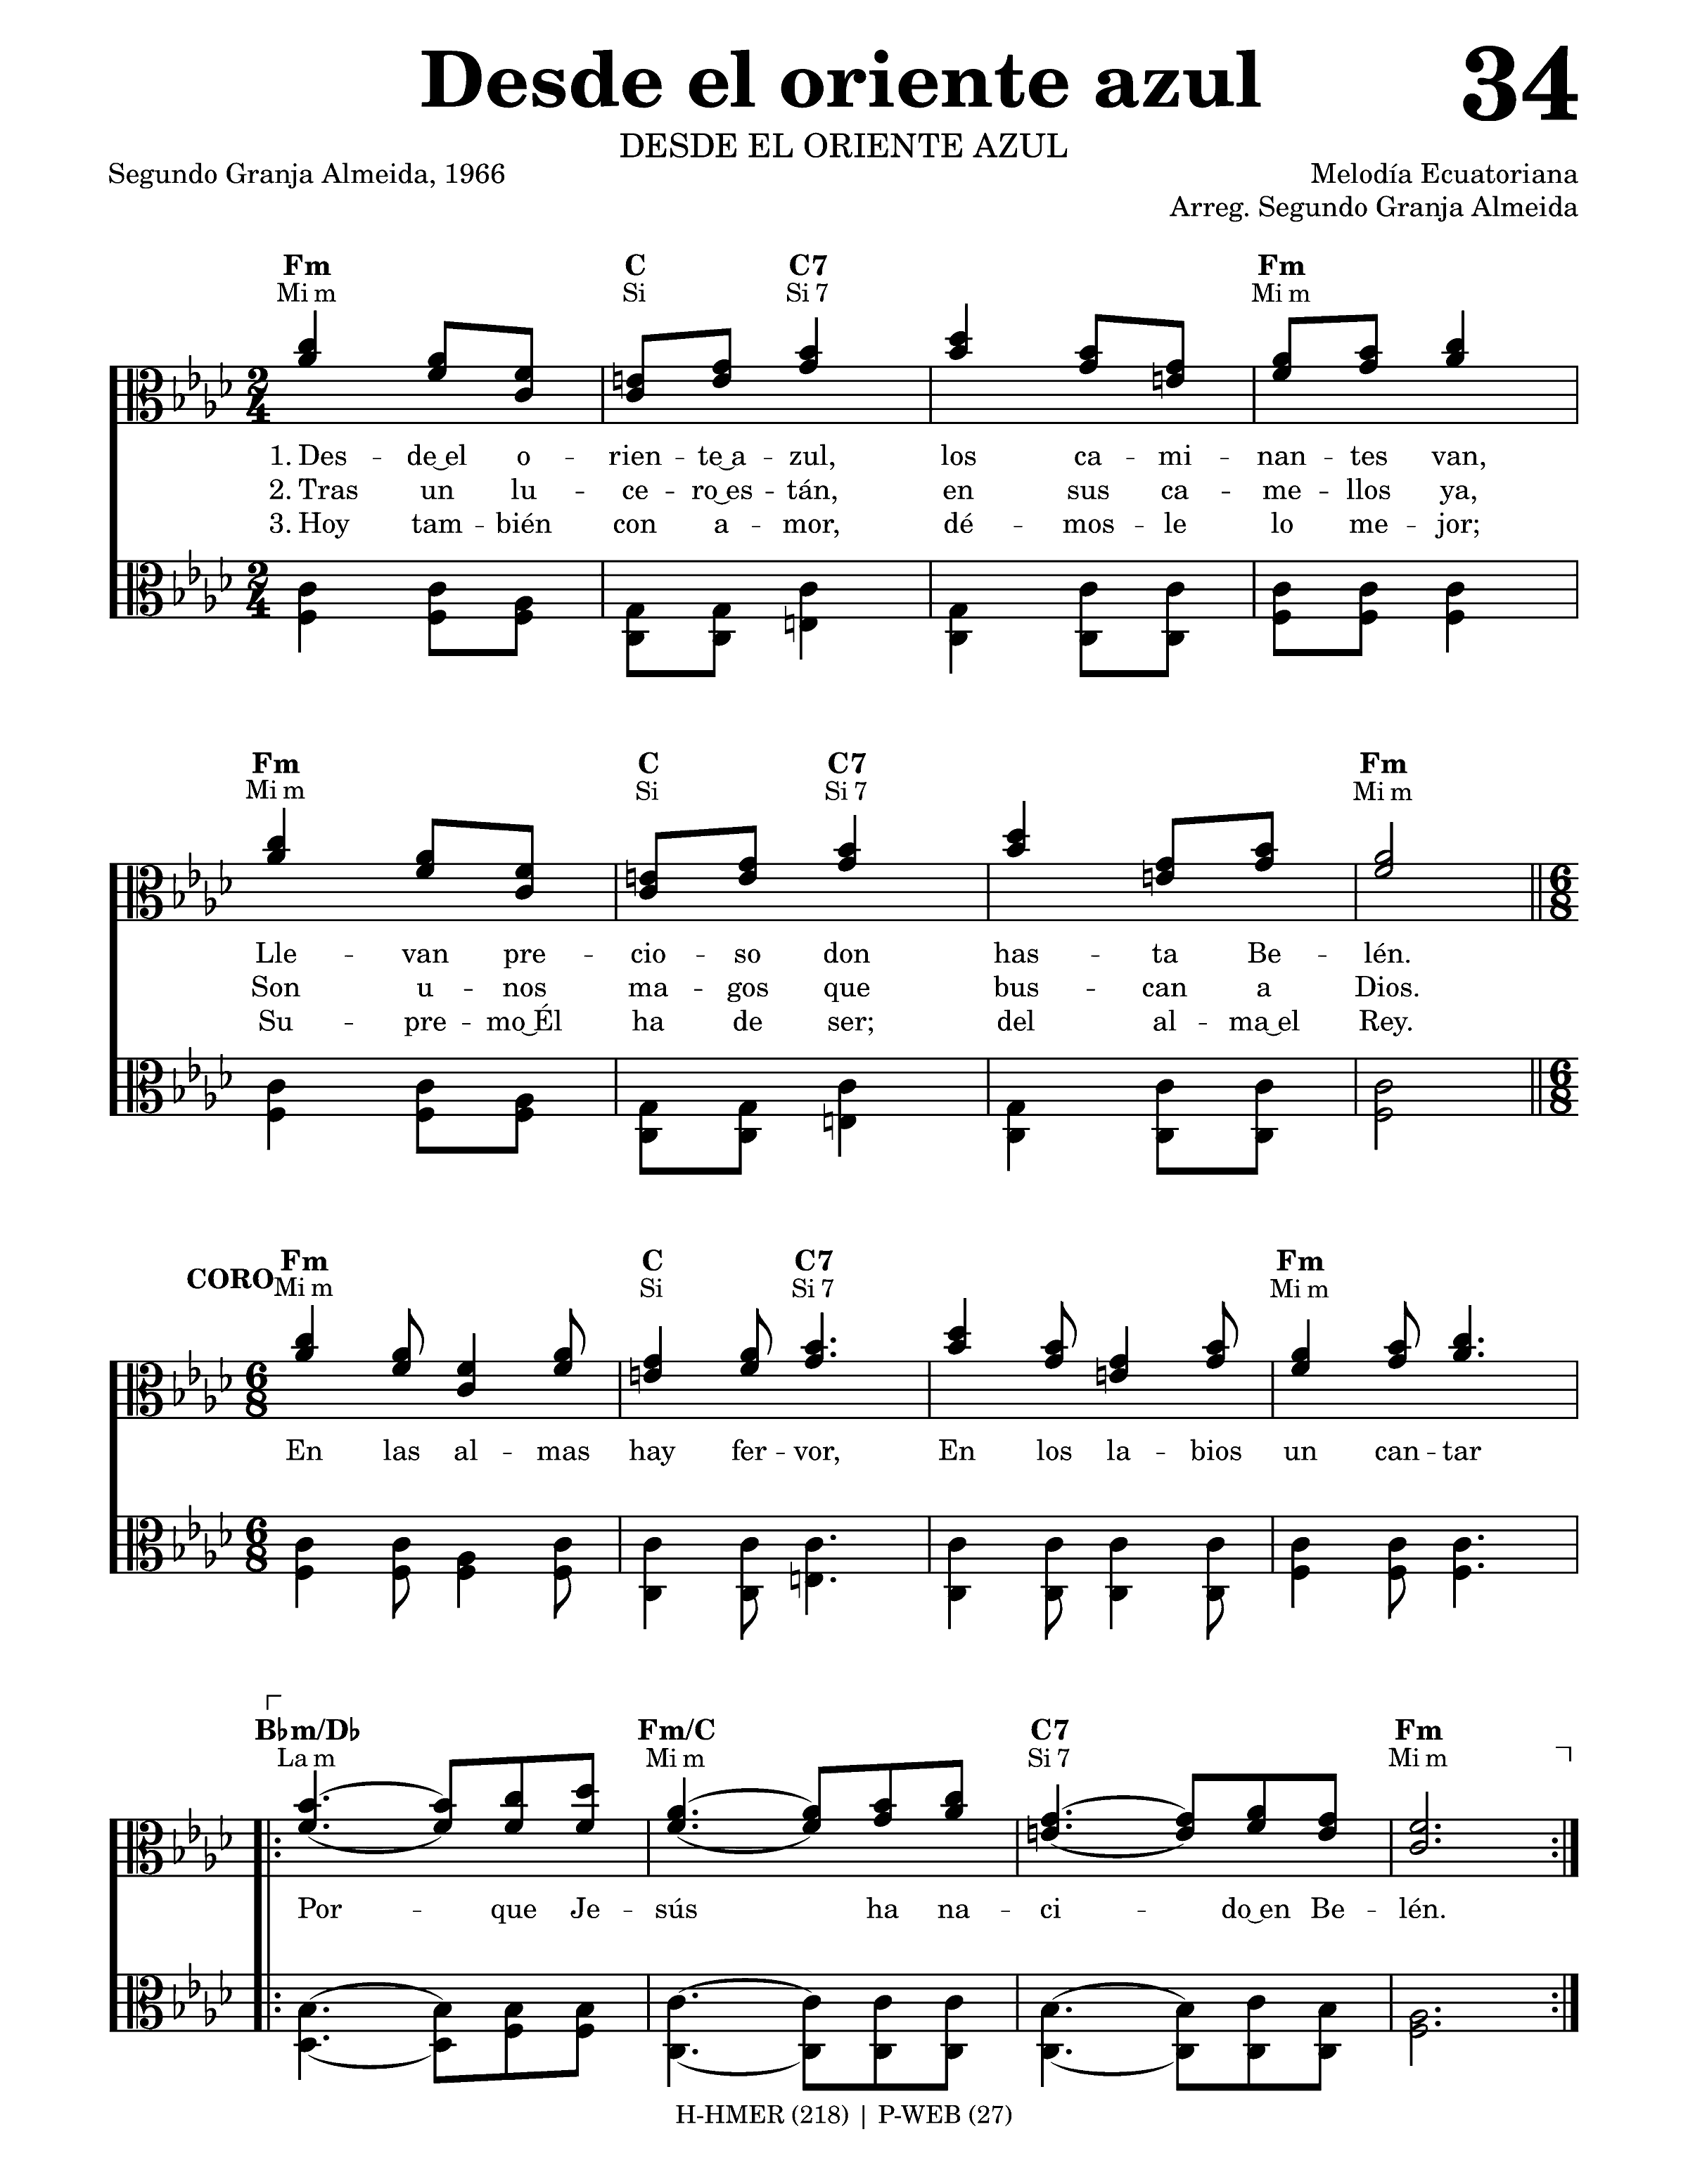 Desde el oriente azul 34
DESDE EL ORIENTE AZUL
Segundo Granja Almeida, 1966 Melodía Ecuatoriana
Arreg. Segundo Granja Almeida
Fm C C7 Fm
Mi m Si Si 7 Mi m
1. Des - de‿el o - rien - te‿a - zul, los ca - mi - nan - tes van,
2. Tras un lu - ce - ro‿es - tán, en sus ca - me - llos ya,
3. Hoy tam - bién con a - mor, dé - mos - le lo me - jor;
Fm C C7 Fm
Mi m Si Si 7 Mi m
Lle - van pre - cio - so don has - ta Be - lén.
Son u - nos ma - gos que bus - can a Dios.
Su - pre - mo‿Él ha de ser; del al - ma‿el Rey.
Fm C C7 Fm
CORO Mi m Si Si 7 Mi m
En las al - mas hay fer - vor, En los la - bios un can - tar
B♭m/D♭ Fm/C C7 Fm
La m Mi m Si 7 Mi m
Por - que Je - sús ha na - ci - do‿en Be - lén.
H-HMER (218) | P-WEB (27)